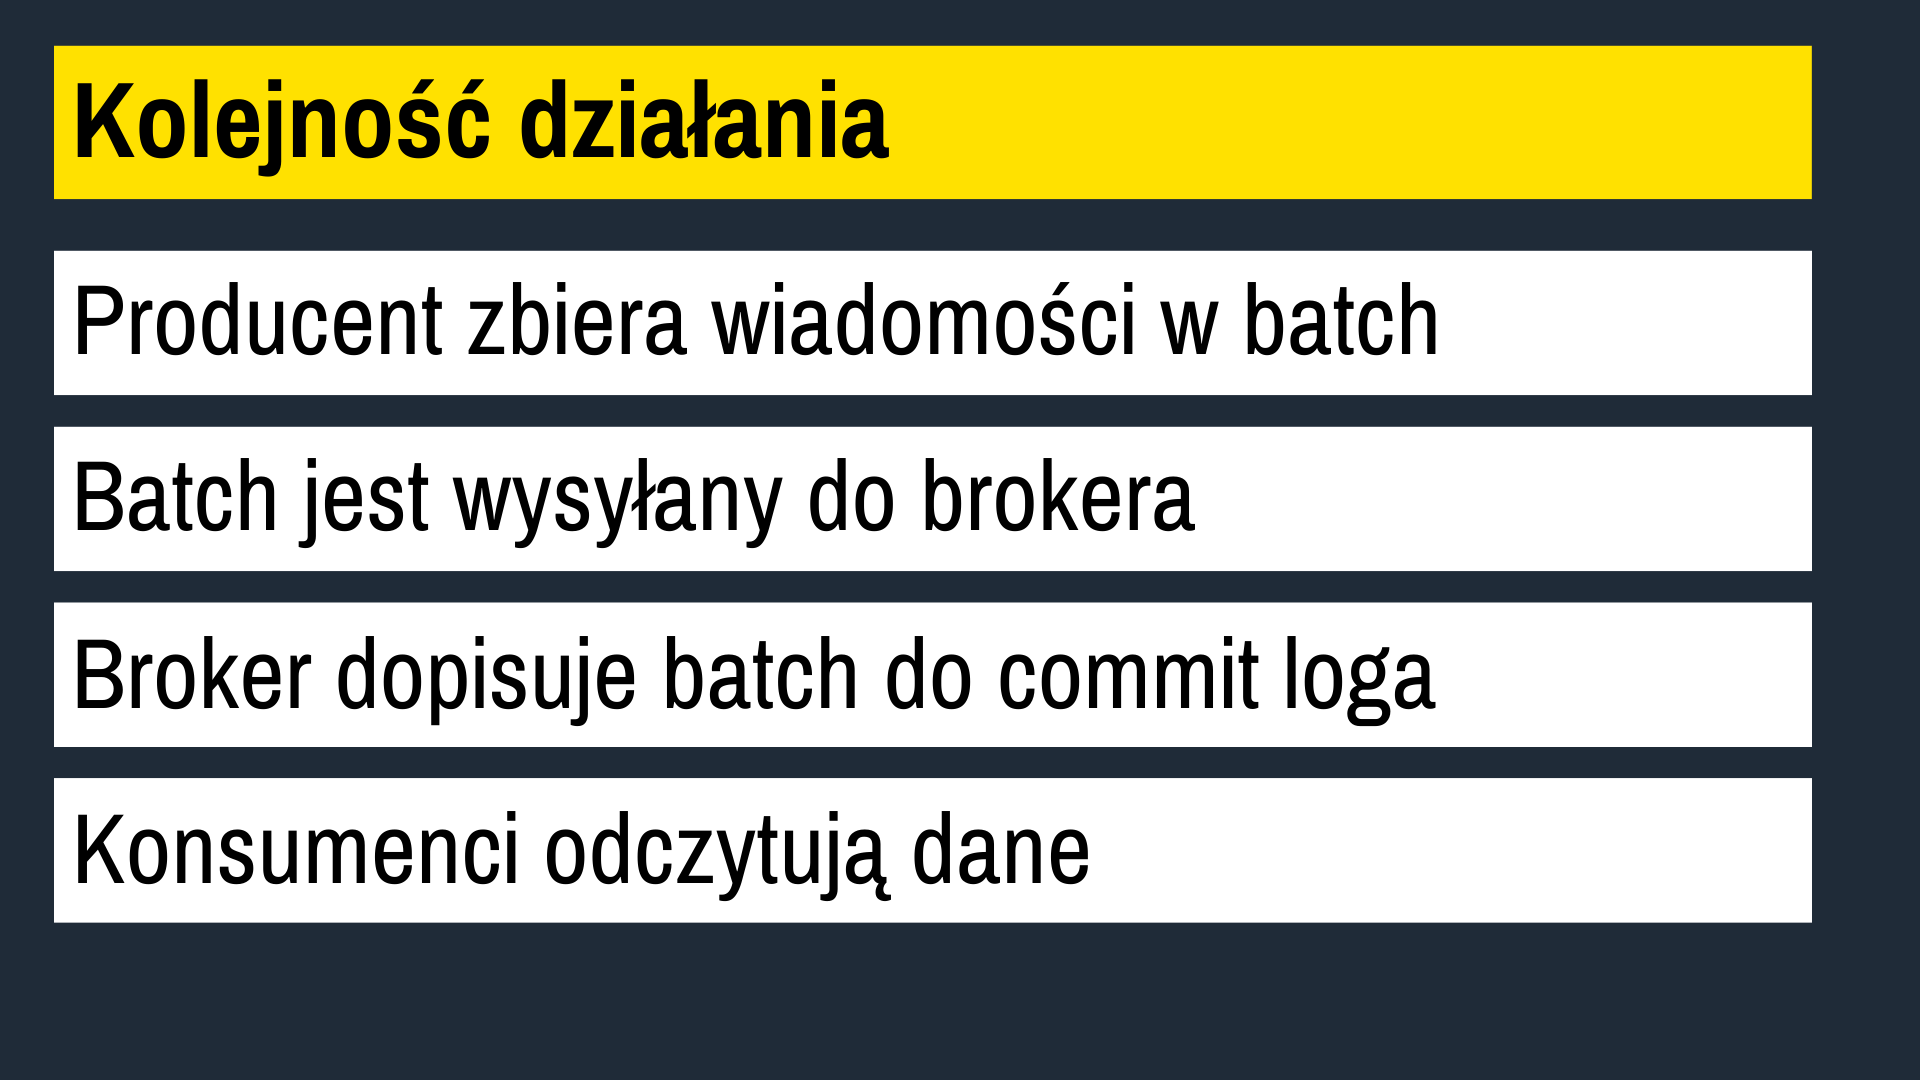 Kolejność działania
Producent zbiera wiadomości w batch
Batch jest wysyłany do brokera
Broker dopisuje batch do commit loga
Konsumenci odczytują dane